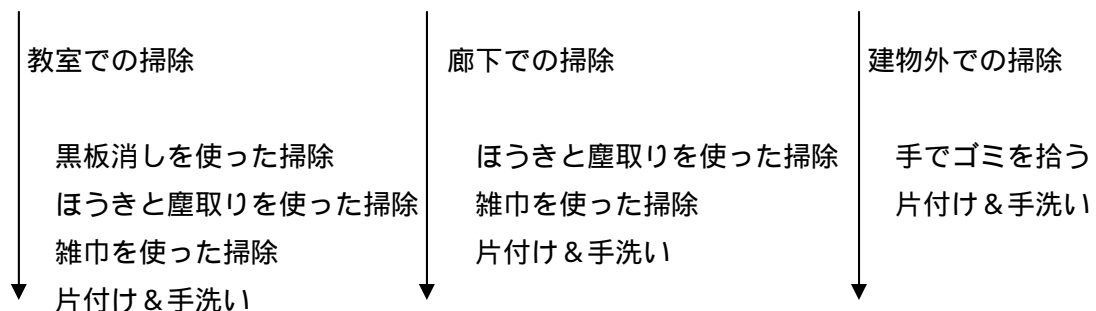 教室での掃除
黒板消しを使った掃除
ほうきと塵取りを使った掃除
雑巾を使った掃除
片付け&手洗い
廊下での掃除
ほうきと塵取りを使った掃除
雑巾を使った掃除
片付け&手洗い
建物外での掃除
手でゴミを拾う
片付け&手洗い